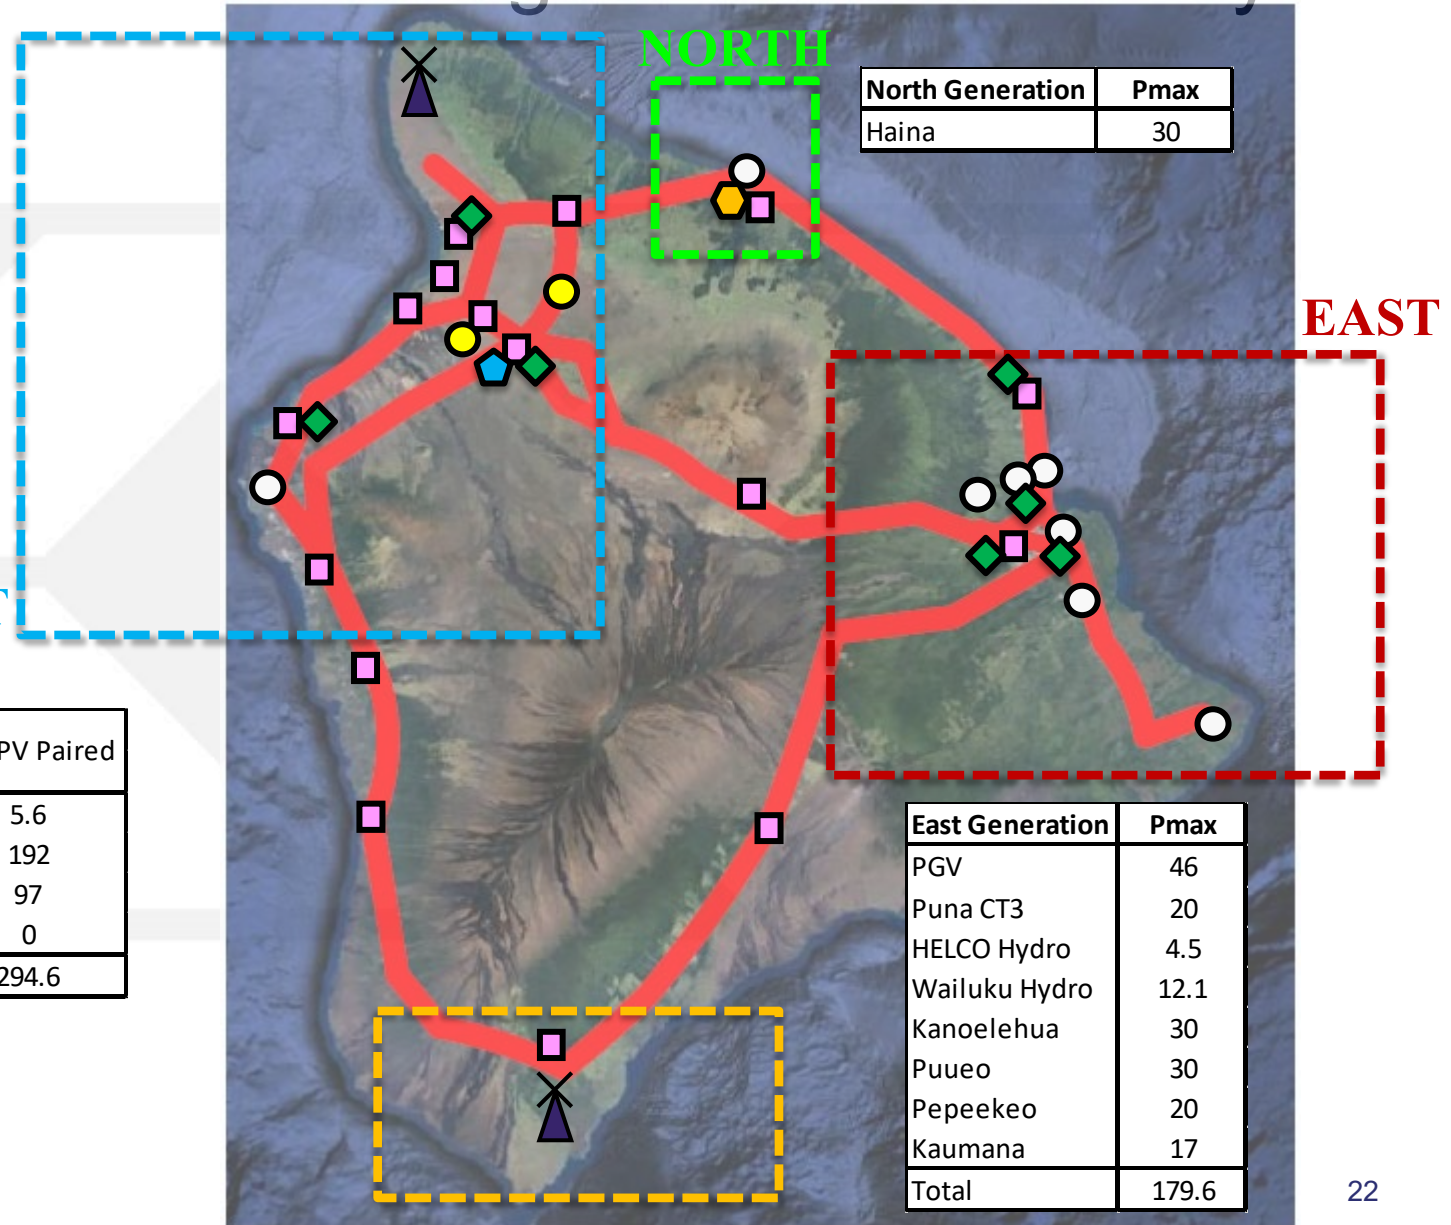 NORTH
North Generation Pmax
Haina 30
EAST
PV Paired
5.6
192
97
0
294.6
East Generation Pmax
PGV 46
Puna CT3 20
HELCO Hydro 4.5
Wailuku Hydro 12.1
Kanoelehua 30
Puueo 30
Pepeekeo 20
Kaumana 17
Total 179.6
22